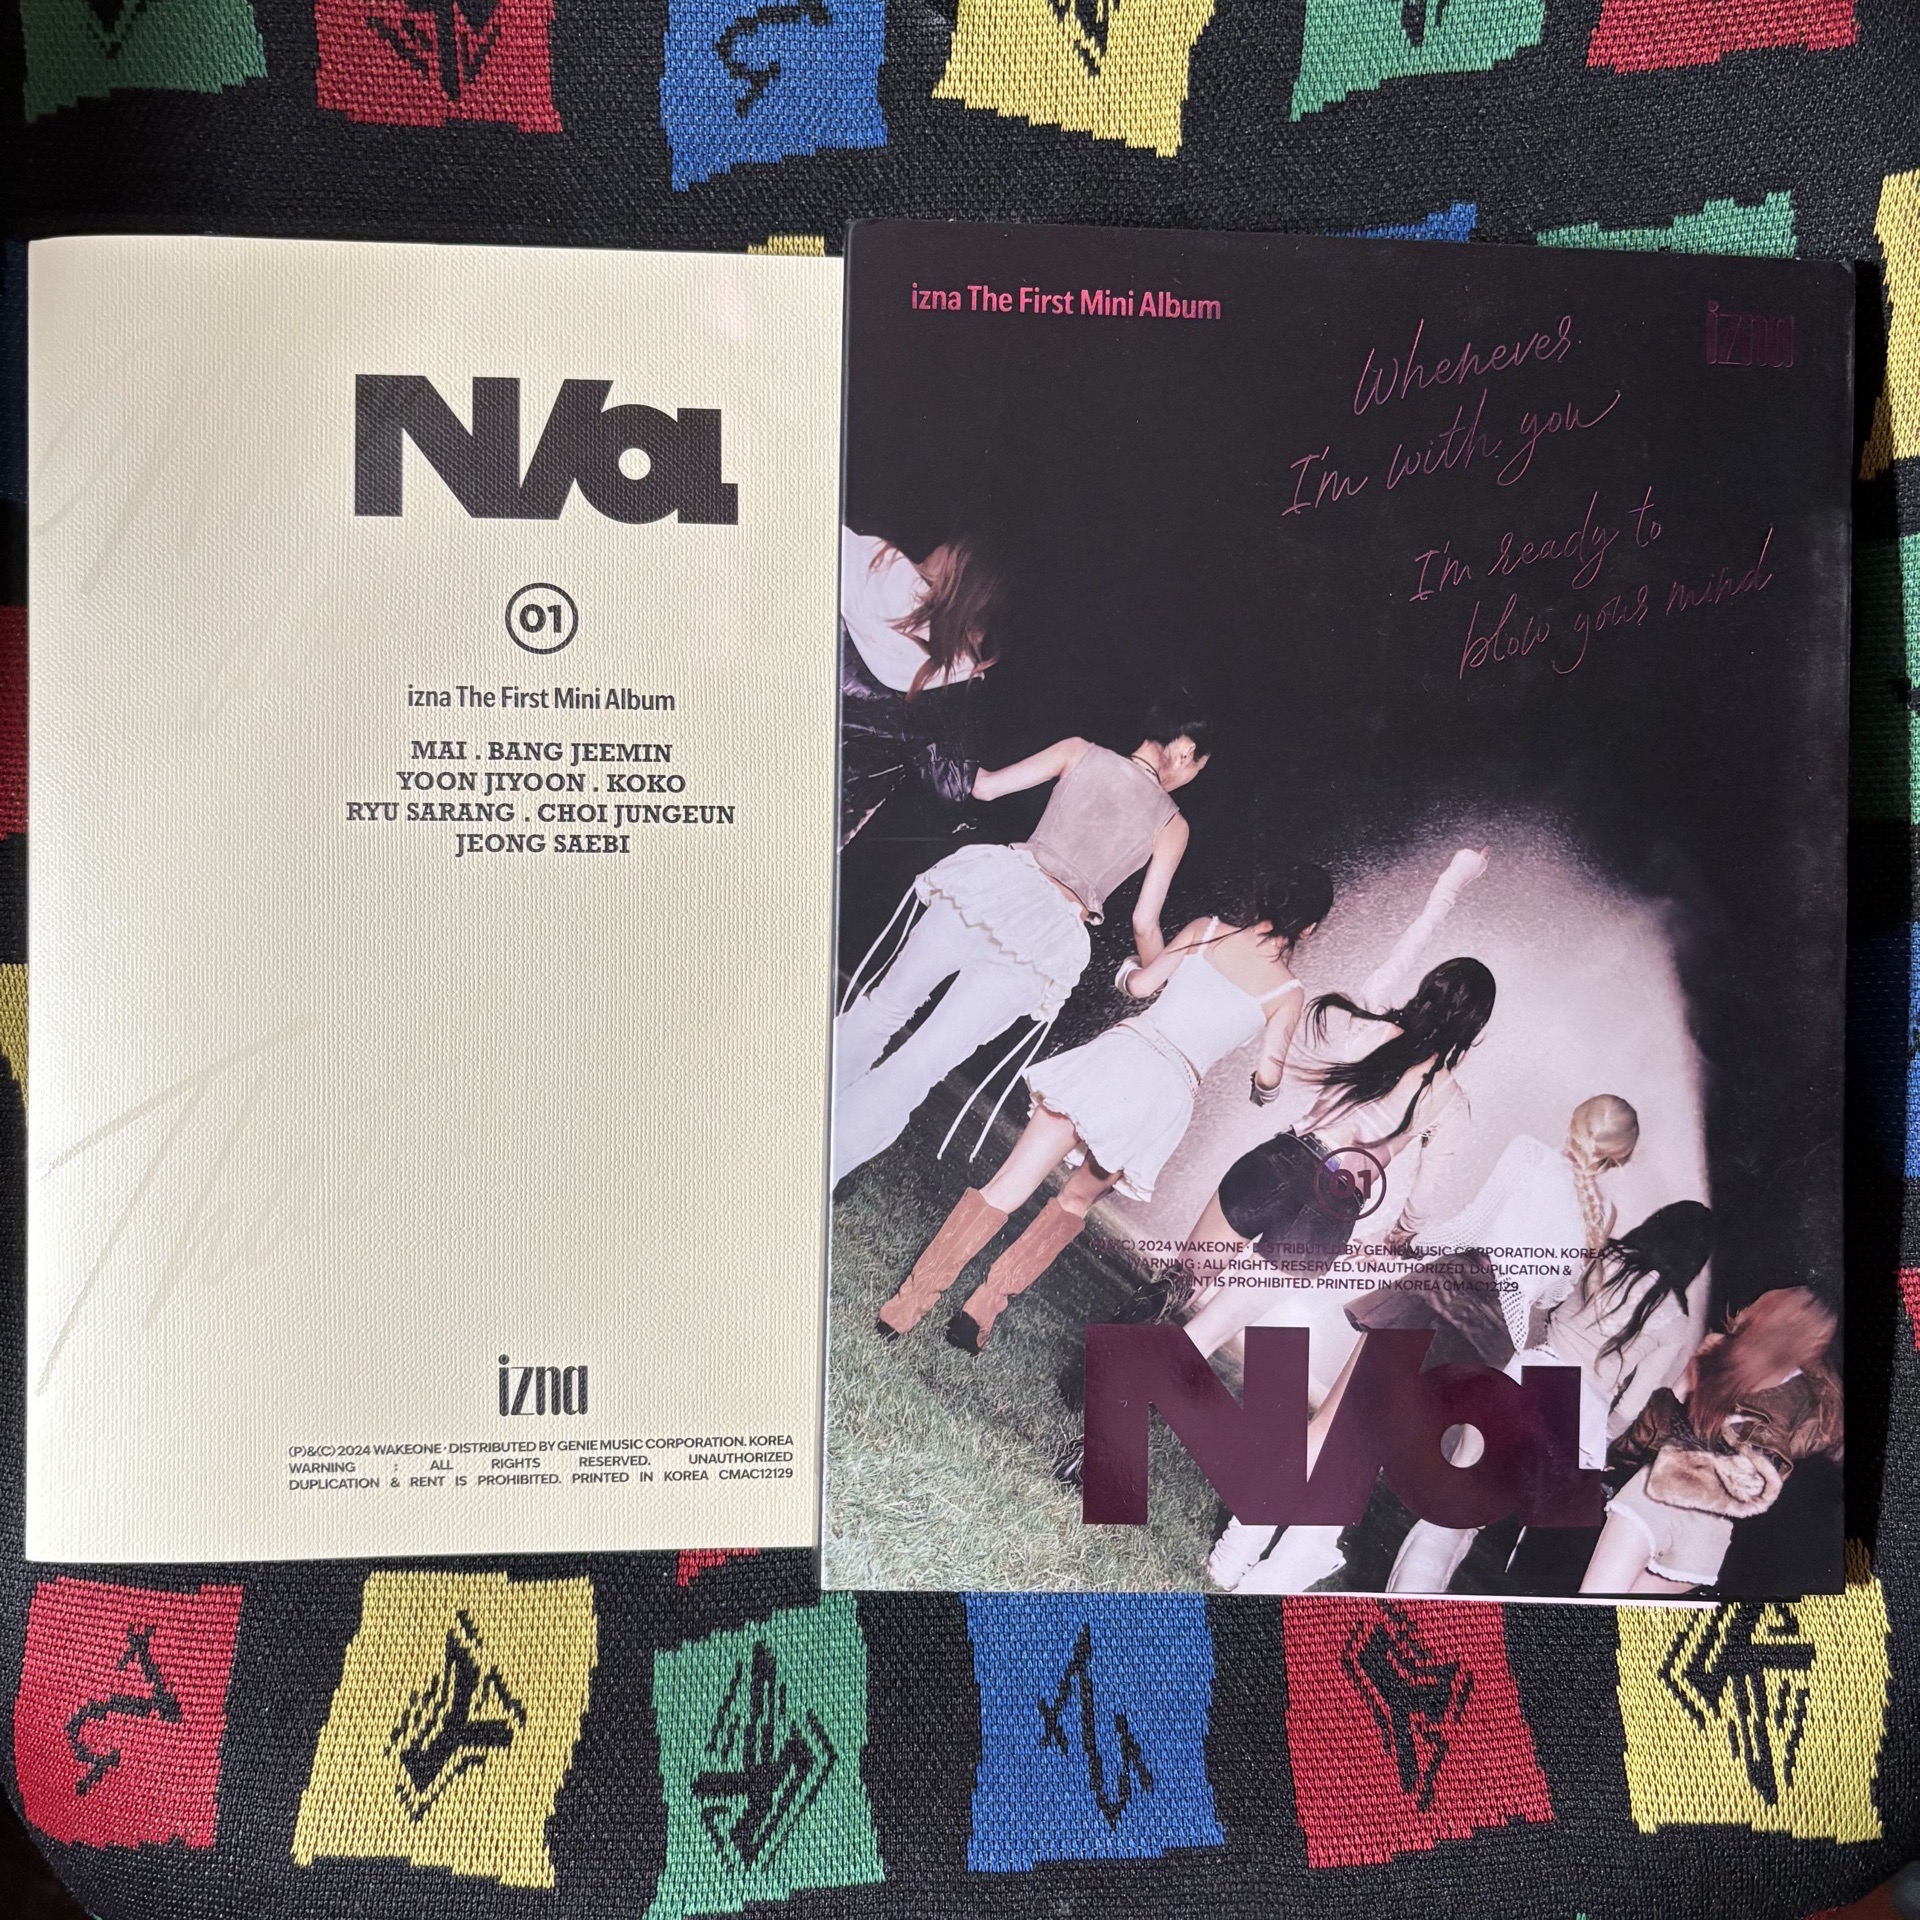 N/a
01
izna The First Mini Album
MAI . BANG JEEMIN
YOON JIYOON . KOKO
RYU SARANG . CHOI JUNGEUN
JEONG SAEBI
izna
(P)&(C) 2024 WAKEONE · DISTRIBUTED BY GENIE MUSIC CORPORATION. KOREA
WARNING : ALL RIGHTS RESERVED. UNAUTHORIZED
DUPLICATION & RENT IS PROHIBITED. PRINTED IN KOREA CMAC12129
izna The First Mini Album
izna
Whenever
I'm with you
I'm ready to
blow your mind
01
(P)&(C) 2024 WAKEONE · DISTRIBUTED BY GENIE MUSIC CORPORATION. KOREA
WARNING : ALL RIGHTS RESERVED. UNAUTHORIZED DUPLICATION &
RENT IS PROHIBITED. PRINTED IN KOREA CMAC12129
N/a